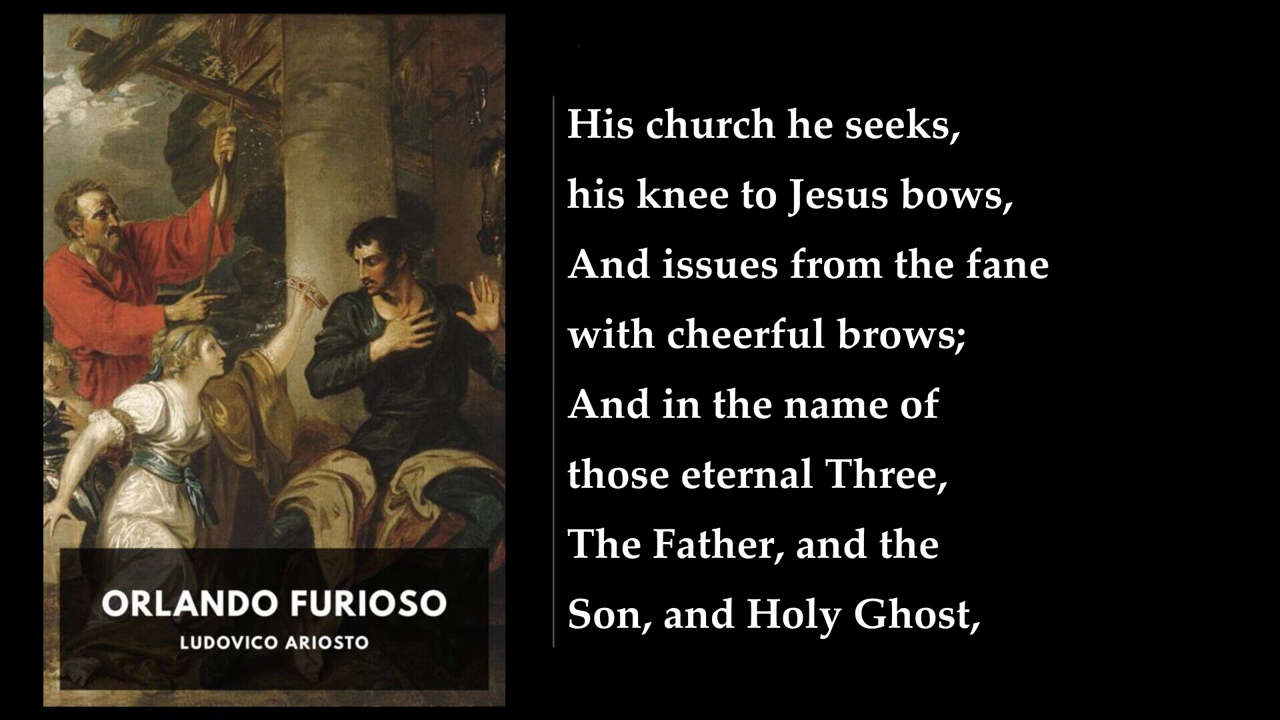 ORLANDO FURIOSO
LUDOVICO ARIOSTO
His church he seeks,
his knee to Jesus bows,
And issues from the fane
with cheerful brows;
And in the name of
those eternal Three,
The Father, and the
Son, and Holy Ghost,